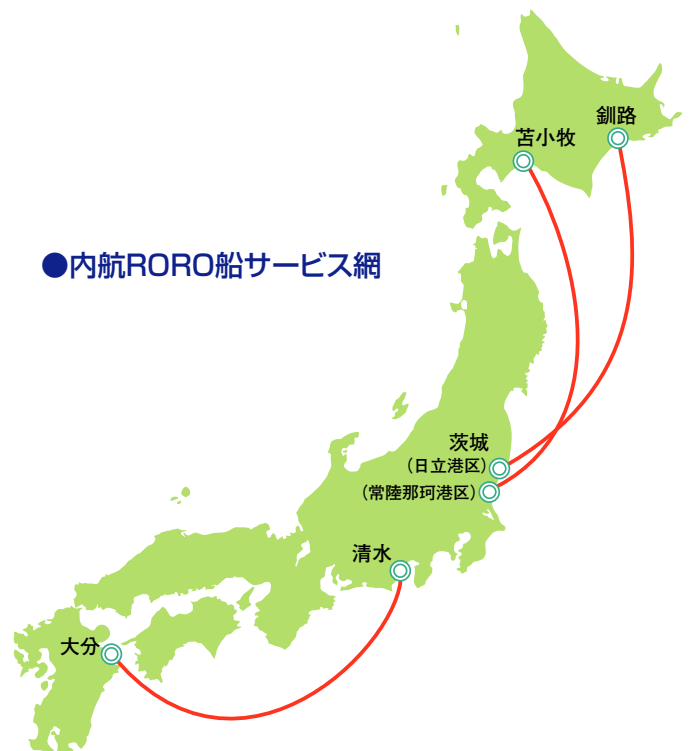 釧路
苫小牧
●内航RORO船サービス網
茨城
（日立港区）
（常陸那珂港区）
清水
大分